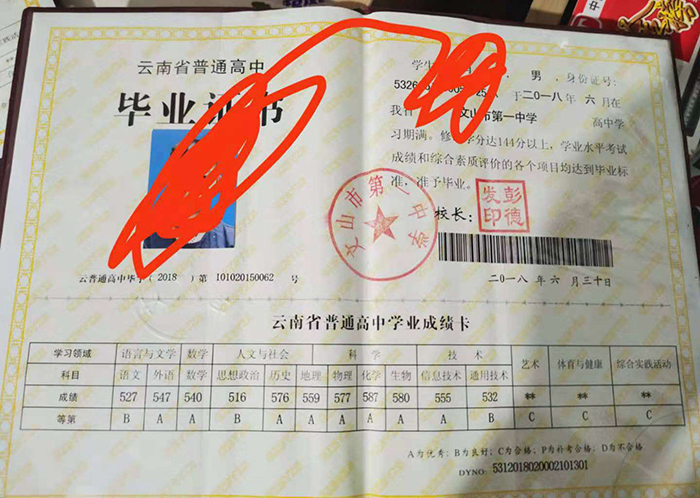 云南省普通高中
毕业证书
云普通高中毕字（2018）第 101020150062 号
学生
，男，身份证号：
5326
于二〇一八年六月在
我省
文山市第一中学
高中学
习期满。修
学分达144分以上，学业水平考试
成绩和综合素质评价的各个项目均达到毕业标
准，准予毕业。
校长：
彭德发印
文山市第一中学
二〇一八 年 六 月 三十日
云南省普通高中学业成绩卡
学习领域 语言与文学 数学 人文与社会 科 学 技 术 艺术 体育与健康 综合实践活动
科目 语文 外语 数学 思想政治 历史 地理 物理 化学 生物 信息技术 通用技术
成绩 527 547 540 516 576 559 577 587 580 555 532 ** ** **
等第 B A A B A A A A A A B C C C
A为优秀；B为良好；C为合格；P为补考合格；D为不合格
DYNO: 5312018020002101301